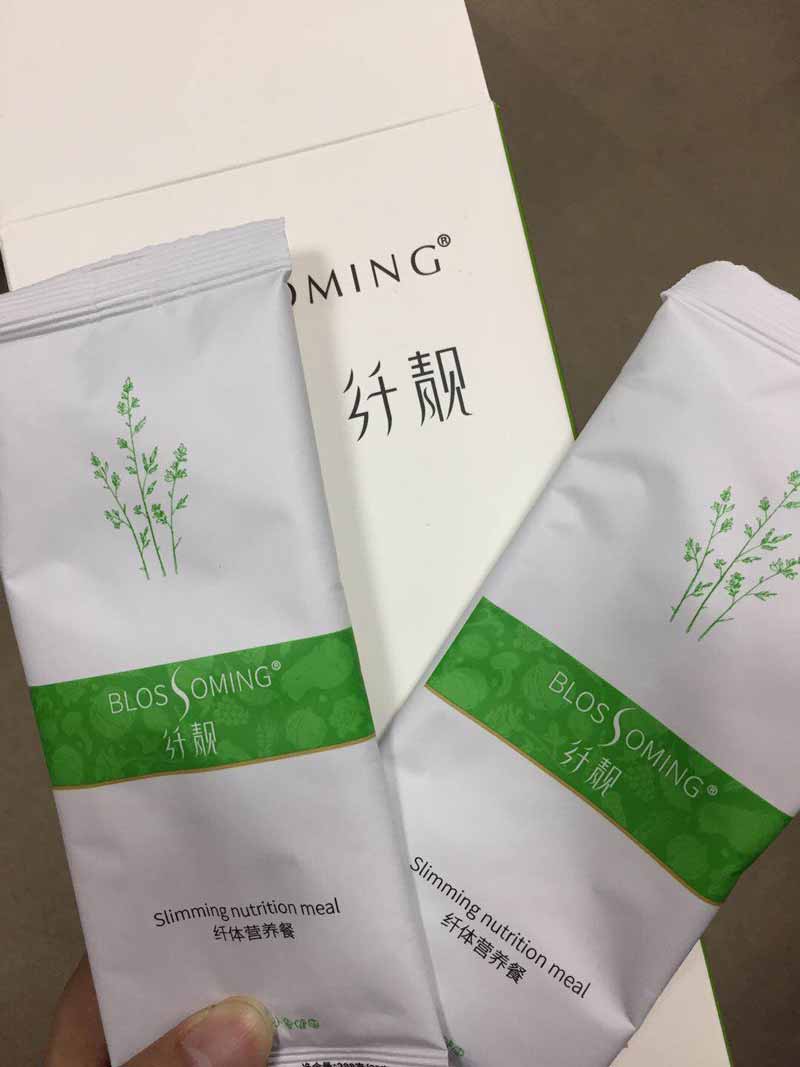 OMING®
纤靓
BLOSSOMING®
纤靓
Slimming nutrition meal
纤体营养餐
BLOSSOMING®
纤靓
Slimming nutrition meal
纤体营养餐